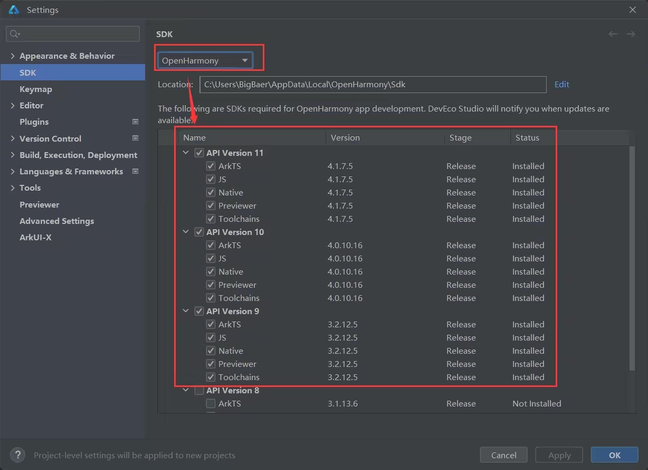 Settings
Appearance & Behavior
SDK
Keymap
Editor
Plugins
Version Control
Build, Execution, Deployment
Languages & Frameworks
Tools
Previewer
Advanced Settings
ArkUI-X
SDK
OpenHarmony
Location: C:\Users\BigBaer\AppData\Local\OpenHarmony\Sdk Edit
The following are SDKs required for OpenHarmony app development. DevEco Studio will notify you when updates are
available.
Name Version Stage Status
API Version 11
ArkTS 4.1.7.5 Release Installed
JS 4.1.7.5 Release Installed
Native 4.1.7.5 Release Installed
Previewer 4.1.7.5 Release Installed
Toolchains 4.1.7.5 Release Installed
API Version 10
ArkTS 4.0.10.16 Release Installed
JS 4.0.10.16 Release Installed
Native 4.0.10.16 Release Installed
Previewer 4.0.10.16 Release Installed
Toolchains 4.0.10.16 Release Installed
API Version 9
ArkTS 3.2.12.5 Release Installed
JS 3.2.12.5 Release Installed
Native 3.2.12.5 Release Installed
Previewer 3.2.12.5 Release Installed
Toolchains 3.2.12.5 Release Installed
API Version 8
ArkTS 3.1.13.6 Release Not Installed
? Project-level settings will be applied to new projects
Cancel Apply OK